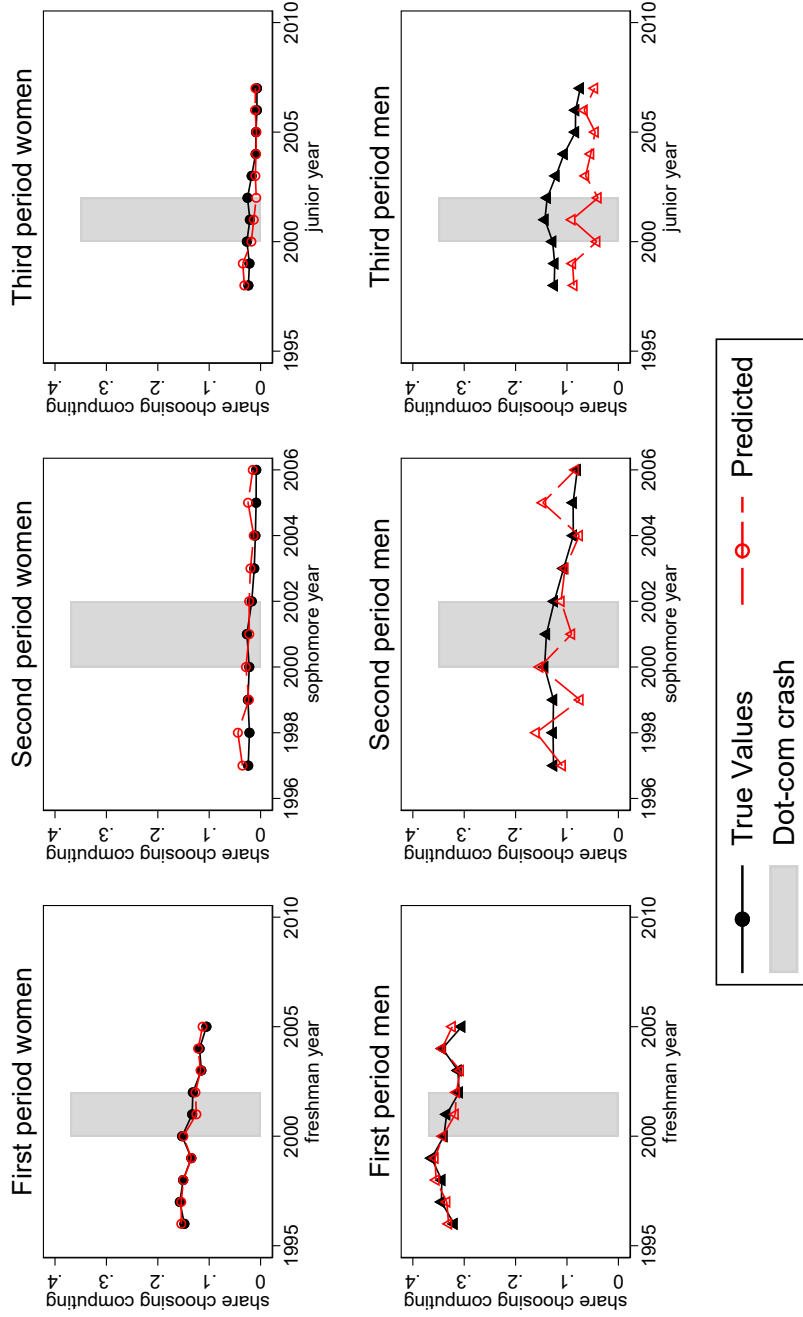 First period women
share choosing computing
.4
.3
.2
.1
0
1995
2000
2005
2010
freshman year
Second period women
share choosing computing
.4
.3
.2
.1
0
1996
1998
2000
2002
2004
2006
sophomore year
Third period women
share choosing computing
.4
.3
.2
.1
0
1995
2000
2005
2010
junior year
First period men
share choosing computing
.4
.3
.2
.1
0
1995
2000
2005
2010
freshman year
Second period men
share choosing computing
.4
.3
.2
.1
0
1996
1998
2000
2002
2004
2006
sophomore year
Third period men
share choosing computing
.4
.3
.2
.1
0
1995
2000
2005
2010
junior year
True Values
Predicted
Dot-com crash